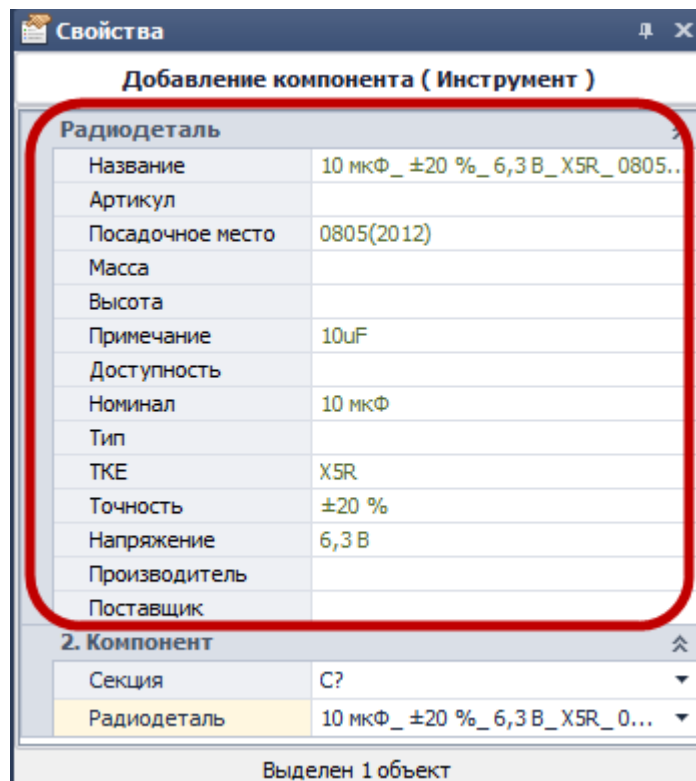 Свойства
Добавление компонента ( Инструмент )
Радиодеталь
Название 10 мкФ_ ±20 %_ 6,3 В_ X5R_ 0805...
Артикул
Посадочное место 0805(2012)
Масса
Высота
Примечание 10uF
Доступность
Номинал 10 мкФ
Тип
ТКЕ X5R
Точность ±20 %
Напряжение 6,3 В
Производитель
Поставщик
2. Компонент
Секция C?
Радиодеталь 10 мкФ_ ±20 %_ 6,3 В_ X5R_ 0...
Выделен 1 объект